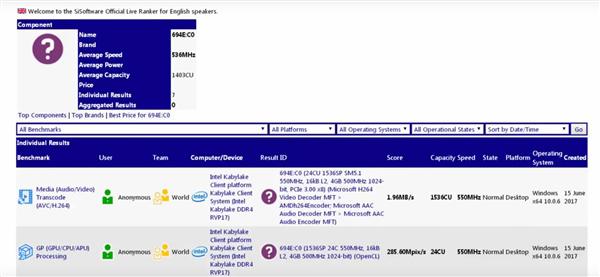 Welcome to the SiSoftware Official Live Ranker for English speakers.
Component
Name 694E:C0
Brand
Average Speed 536MHz
Average Power
Average Capacity 1403CU
Price
Individual Results 7
Aggregated Results 0
Top Components | Top Brands | Best Price for 694E:C0
All Benchmarks All Platforms All Operating Systems All Operational States Sort by Date/Time Go
Individual Results
Benchmark User Team Computer/Device Result ID Score Capacity Speed State Platform Operating System Created
Media (Audio/Video)
Transcode
(AVC/H.264)
Anonymous
World
intel
Intel Kabylake
Client platform
Kabylake Client
System (Intel
Kabylake DDR4
RVP17)
694E:C0 (24CU 1536SP SM5.1
550MHz, 16kB L2, 4GB 500MHz 1024-
bit, PCIe 3.00 x8) (Microsoft H264
Video Decoder MFT > 
AMDh264Encoder; Microsoft AAC
Audio Decoder MFT > Microsoft AAC
Audio Encoder MFT)
1.96MB/s
1536CU
550MHz
Normal
Desktop
Windows
x64 10.0.6
15 June
2017
GP (GPU/CPU/APU)
Processing
Anonymous
World
intel
Intel Kabylake
Client platform
Kabylake Client
System (Intel
Kabylake DDR4
RVP17)
694E:C0 (1536SP 24C 550MHz, 16kB
L2, 4GB 500MHz 1024-bit) (OpenCL)
285.60Mpix/s
24CU
550MHz
Normal
Desktop
Windows
x64 10.0.6
15 June
2017